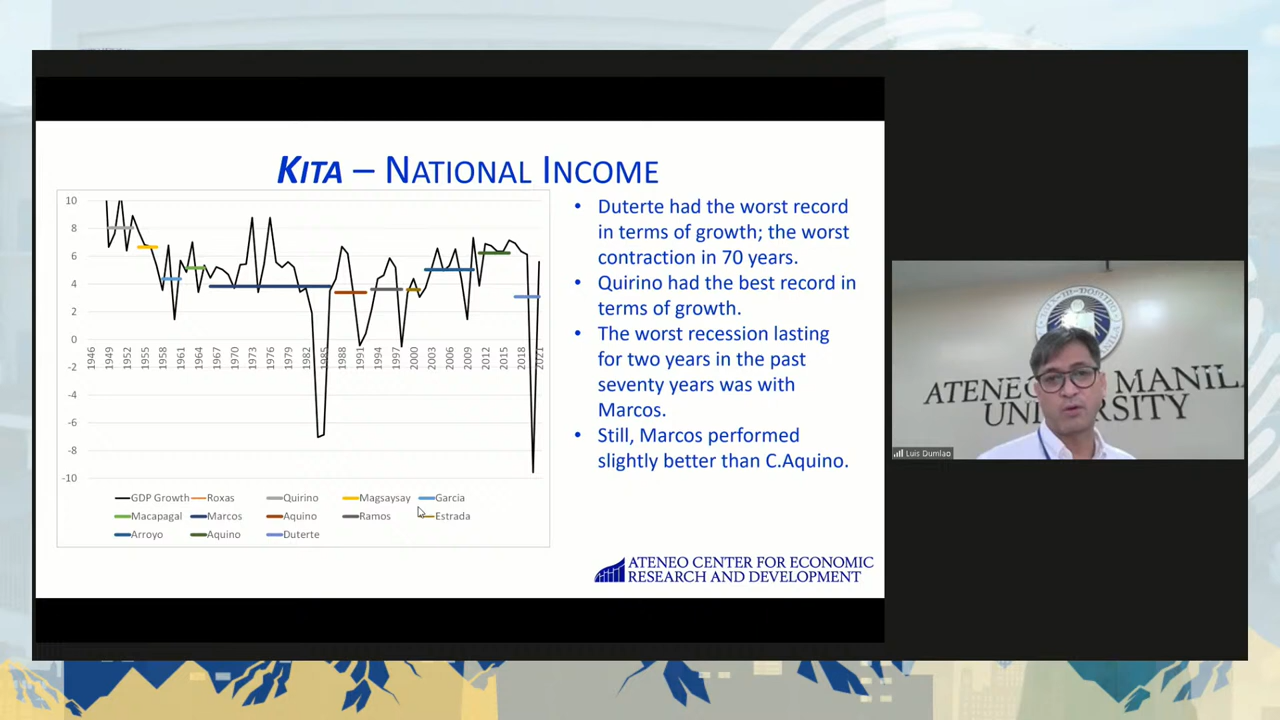 KITA – NATIONAL INCOME
10
8
6
4
2
0
-2
-4
-6
-8
-10
1946 1949 1952 1955 1958 1961 1964 1967 1970 1973 1976 1979 1982 1985 1988 1991 1994 1997 2000 2003 2006 2009 2012 2015 2018 2021
GDP Growth Roxas Quirino Magsaysay Garcia
Macapagal Marcos Aquino Ramos Estrada
Arroyo Aquino Duterte
• Duterte had the worst record
in terms of growth; the worst
contraction in 70 years.
• Quirino had the best record in
terms of growth.
• The worst recession lasting
for two years in the past
seventy years was with
Marcos.
• Still, Marcos performed
slightly better than C.Aquino.
ATENEO CENTER FOR ECONOMIC
RESEARCH AND DEVELOPMENT
MANILA
Luis Dumlao